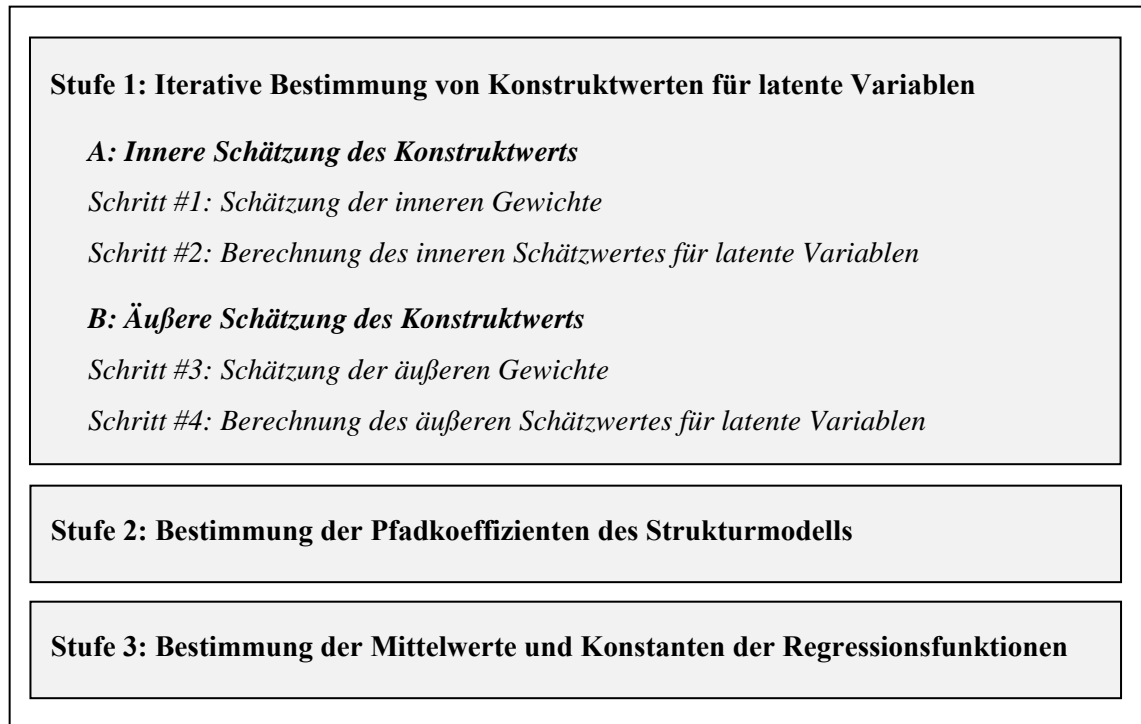 Stufe 1: Iterative Bestimmung von Konstruktwerten für latente Variablen
A: Innere Schätzung des Konstruktwerts
Schritt #1: Schätzung der inneren Gewichte
Schritt #2: Berechnung des inneren Schätzwertes für latente Variablen
B: Äußere Schätzung des Konstruktwerts
Schritt #3: Schätzung der äußeren Gewichte
Schritt #4: Berechnung des äußeren Schätzwertes für latente Variablen
Stufe 2: Bestimmung der Pfadkoeffizienten des Strukturmodells
Stufe 3: Bestimmung der Mittelwerte und Konstanten der Regressionsfunktionen